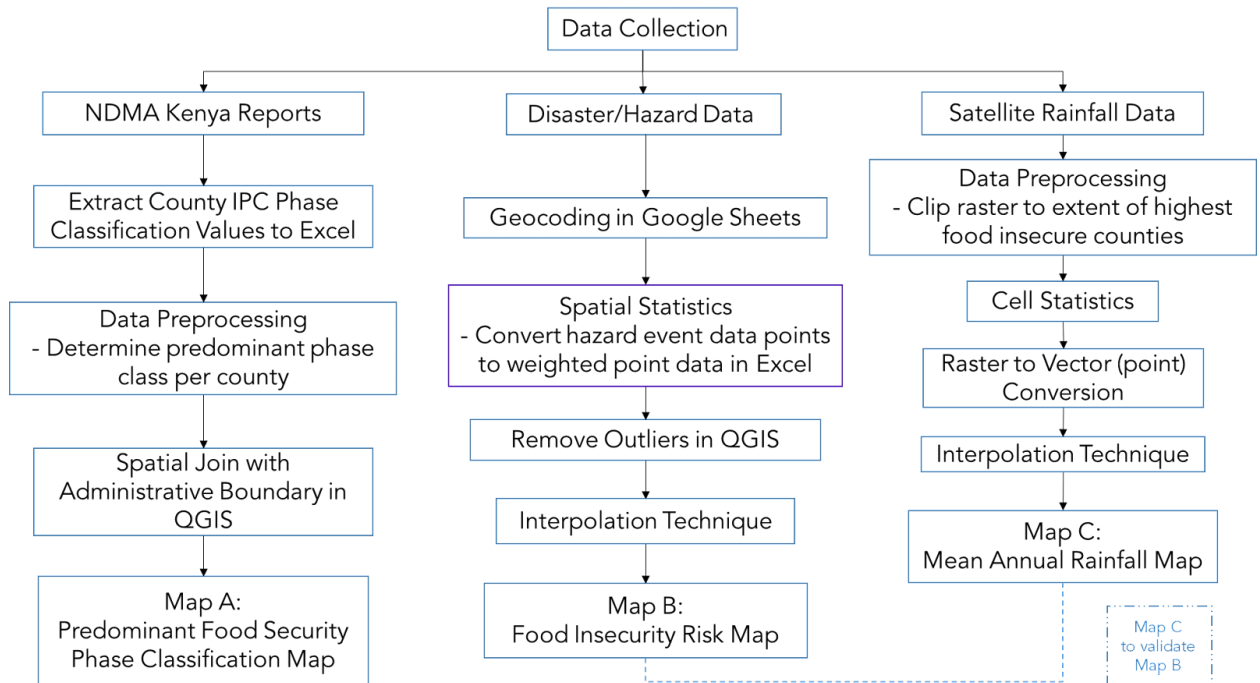 Data Collection
NDMA Kenya Reports
Extract County IPC Phase
Classification Values to Excel
Data Preprocessing
- Determine predominant phase
class per county
Spatial Join with
Administrative Boundary in
QGIS
Map A:
Predominant Food Security
Phase Classification Map
Disaster/Hazard Data
Geocoding in Google Sheets
Spatial Statistics
- Convert hazard event data points
to weighted point data in Excel
Remove Outliers in QGIS
Interpolation Technique
Map B:
Food Insecurity Risk Map
Satellite Rainfall Data
Data Preprocessing
- Clip raster to extent of highest
food insecure counties
Cell Statistics
Raster to Vector (point)
Conversion
Interpolation Technique
Map C:
Mean Annual Rainfall Map
Map C
to validate
Map B